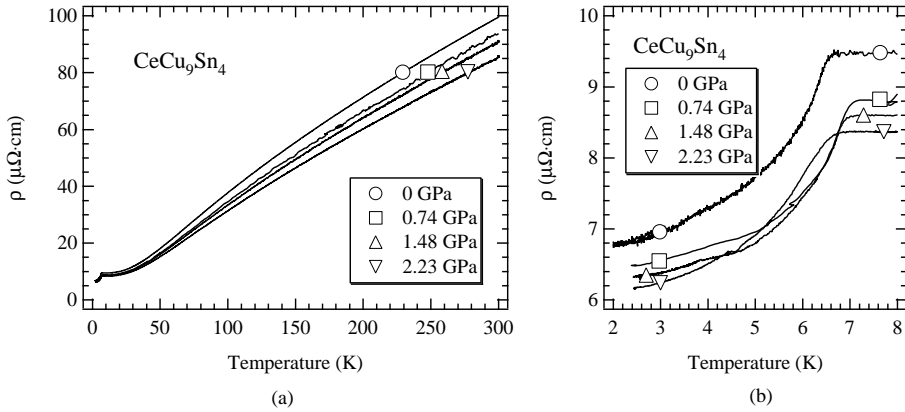 CeCu₉Sn₄
ρ (μΩ·cm)
100
80
60
40
20
0
0 GPa
0.74 GPa
1.48 GPa
2.23 GPa
0 50 100 150 200 250 300
Temperature (K)
(a)
CeCu₉Sn₄
ρ (μΩ·cm)
10
9
8
7
6
0 GPa
0.74 GPa
1.48 GPa
2.23 GPa
2 3 4 5 6 7 8
Temperature (K)
(b)